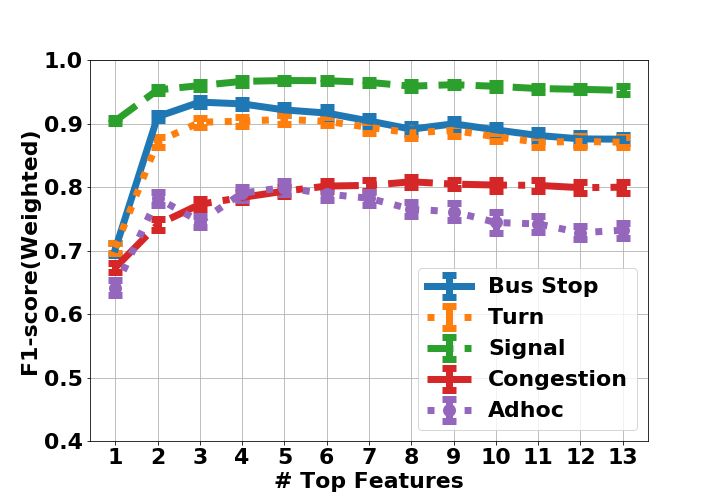 1.0
0.9
0.8
0.7
0.6
0.5
0.4
F1-score(Weighted)
Bus Stop
Turn
Signal
Congestion
Adhoc
1 2 3 4 5 6 7 8 9 10 11 12 13
# Top Features